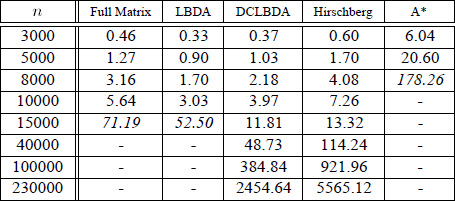 n Full Matrix LBDA DCLBDA Hirschberg A*
3000 0.46 0.33 0.37 0.60 6.04
5000 1.27 0.90 1.03 1.70 20.60
8000 3.16 1.70 2.18 4.08 178.26
10000 5.64 3.03 3.97 7.26 -
15000 71.19 52.50 11.81 13.32 -
40000 - - 48.73 114.24 -
100000 - - 384.84 921.96 -
230000 - - 2454.64 5565.12 -